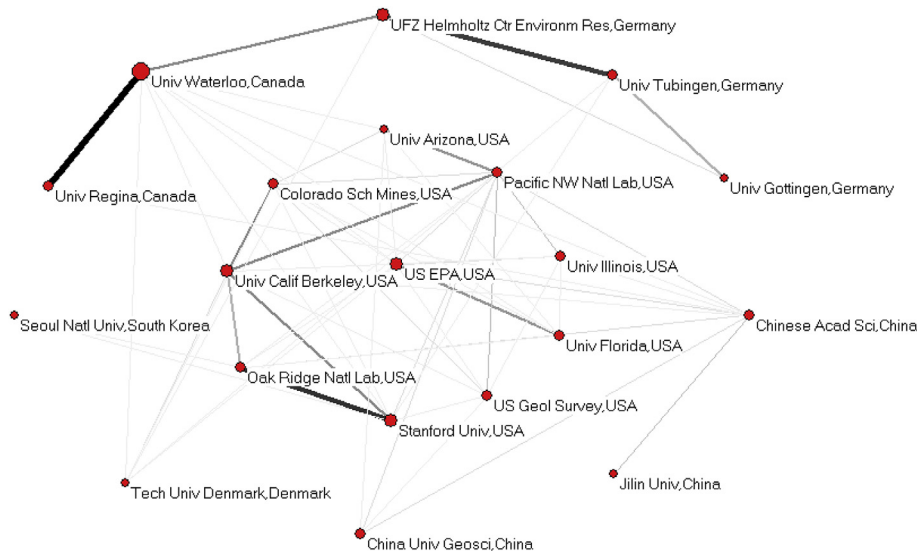 UFZ Helmholtz Ctr Environm Res,Germany
Univ Waterloo,Canada
Univ Tubingen,Germany
Univ Arizona,USA
Pacific NW Natl Lab,USA
Univ Gottingen,Germany
Univ Regina,Canada
Colorado Sch Mines,USA
Univ Illinois,USA
US EPA,USA
Univ Calif Berkeley,USA
Seoul Natl Univ,South Korea
Chinese Acad Sci,China
Univ Florida,USA
Oak Ridge Natl Lab,USA
US Geol Survey,USA
Stanford Univ,USA
Jilin Univ,China
Tech Univ Denmark,Denmark
China Univ Geosci,China